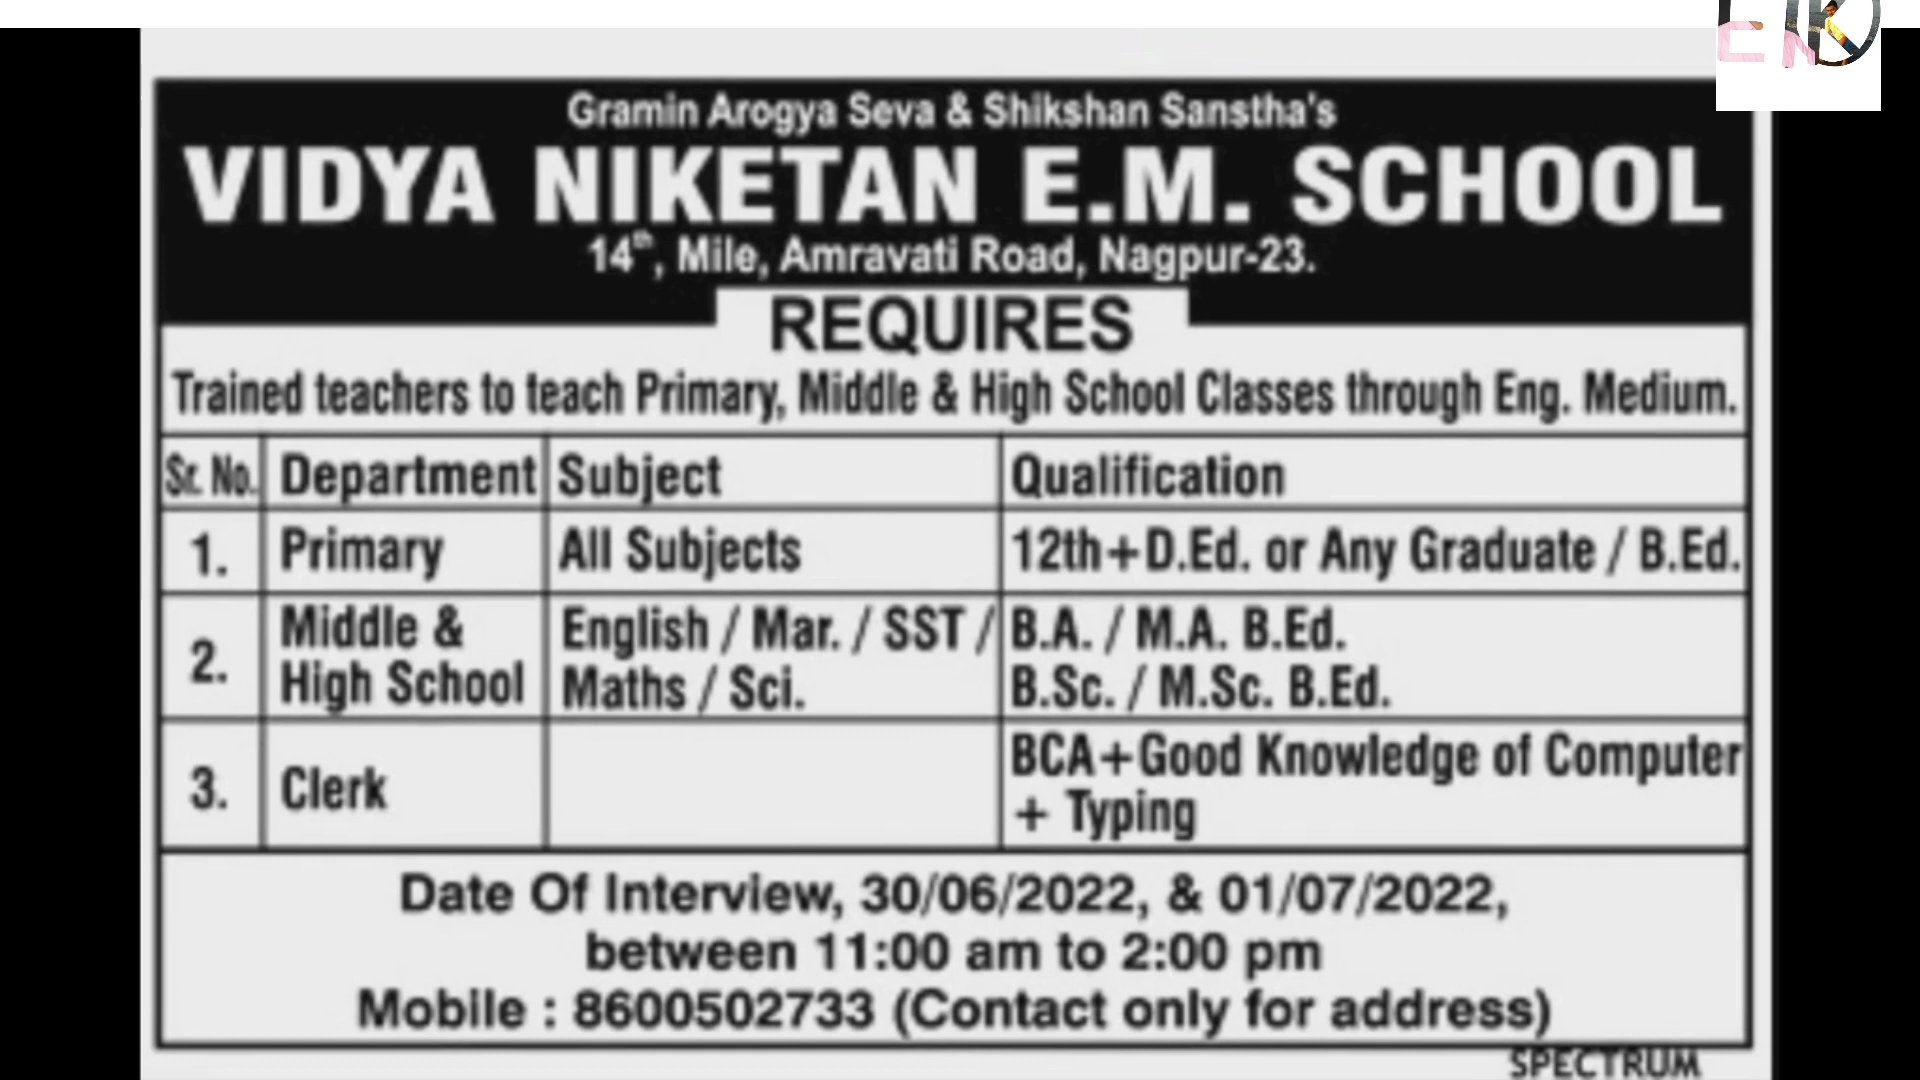 Gramin Arogya Seva & Shikshan Sanstha's
VIDYA NIKETAN E.M. SCHOOL
14th, Mile, Amravati Road, Nagpur-23.
REQUIRES
Trained teachers to teach Primary, Middle & High School Classes through Eng. Medium.
Sr. No. Department Subject Qualification
1. Primary All Subjects 12th+D.Ed. or Any Graduate / B.Ed.
2. Middle & High School English / Mar. / SST / Maths / Sci. B.A. / M.A. B.Ed. B.Sc. / M.Sc. B.Ed.
3. Clerk BCA+Good Knowledge of Computer + Typing
Date Of Interview, 30/06/2022, & 01/07/2022,
between 11:00 am to 2:00 pm
Mobile : 8600502733 (Contact only for address)
SPECTRUM